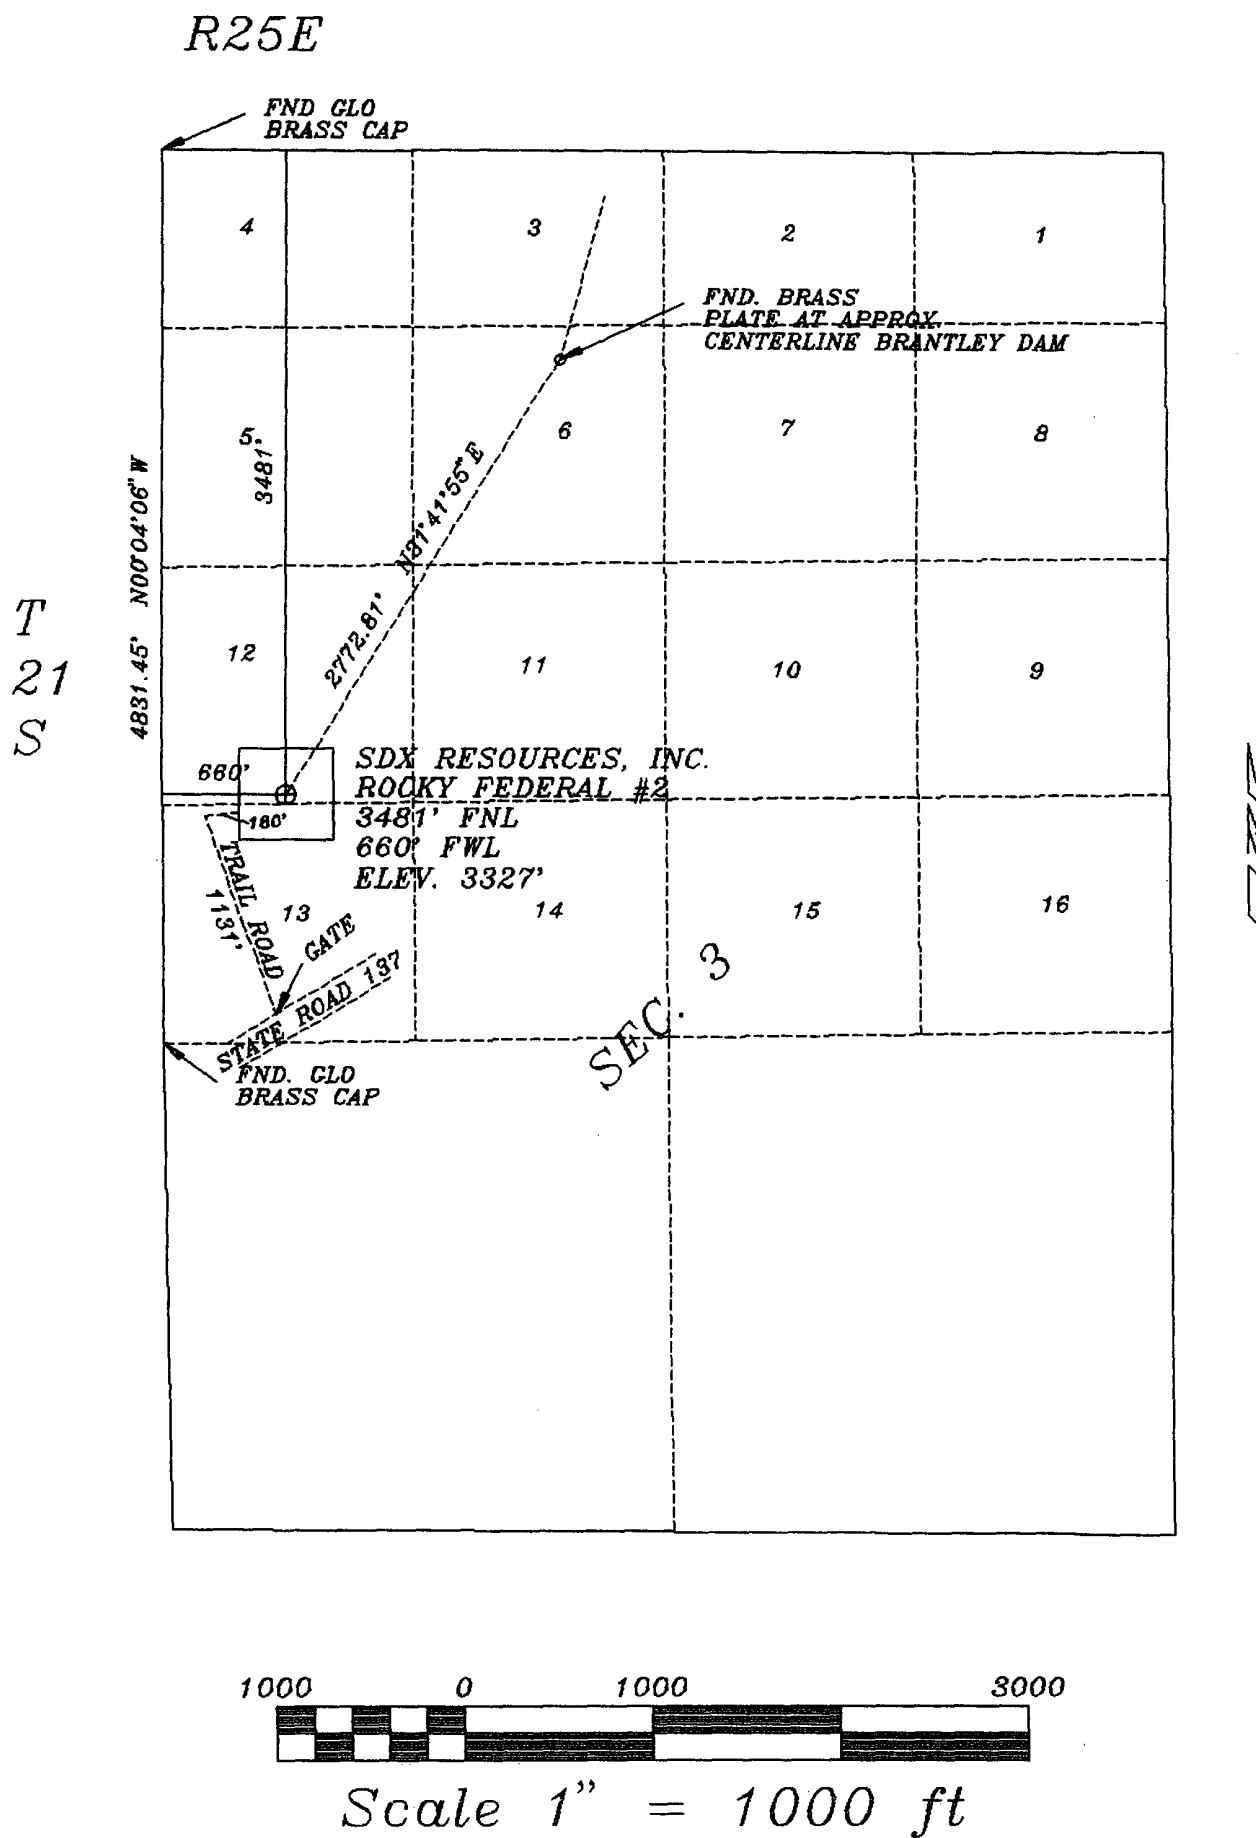 R25E
FND GLO
BRASS CAP
4
3
2
1
FND. BRASS
PLATE AT APPROX.
CENTERLINE BRANTLEY DAM
5
6
7
8
3481'
N31°41'55"E
2772.81'
4831.45' N00°04'06"W
T
21
S
12
11
10
9
660'
SDX RESOURCES, INC.
ROCKY FEDERAL #2
3481' FNL
660' FWL
ELEV. 3327'
180'
TRAIL ROAD
1131'
13
14
15
16
GATE
STATE ROAD 137
SEC. 3
FND. GLO
BRASS CAP
1000 0 1000 3000
Scale 1" = 1000 ft